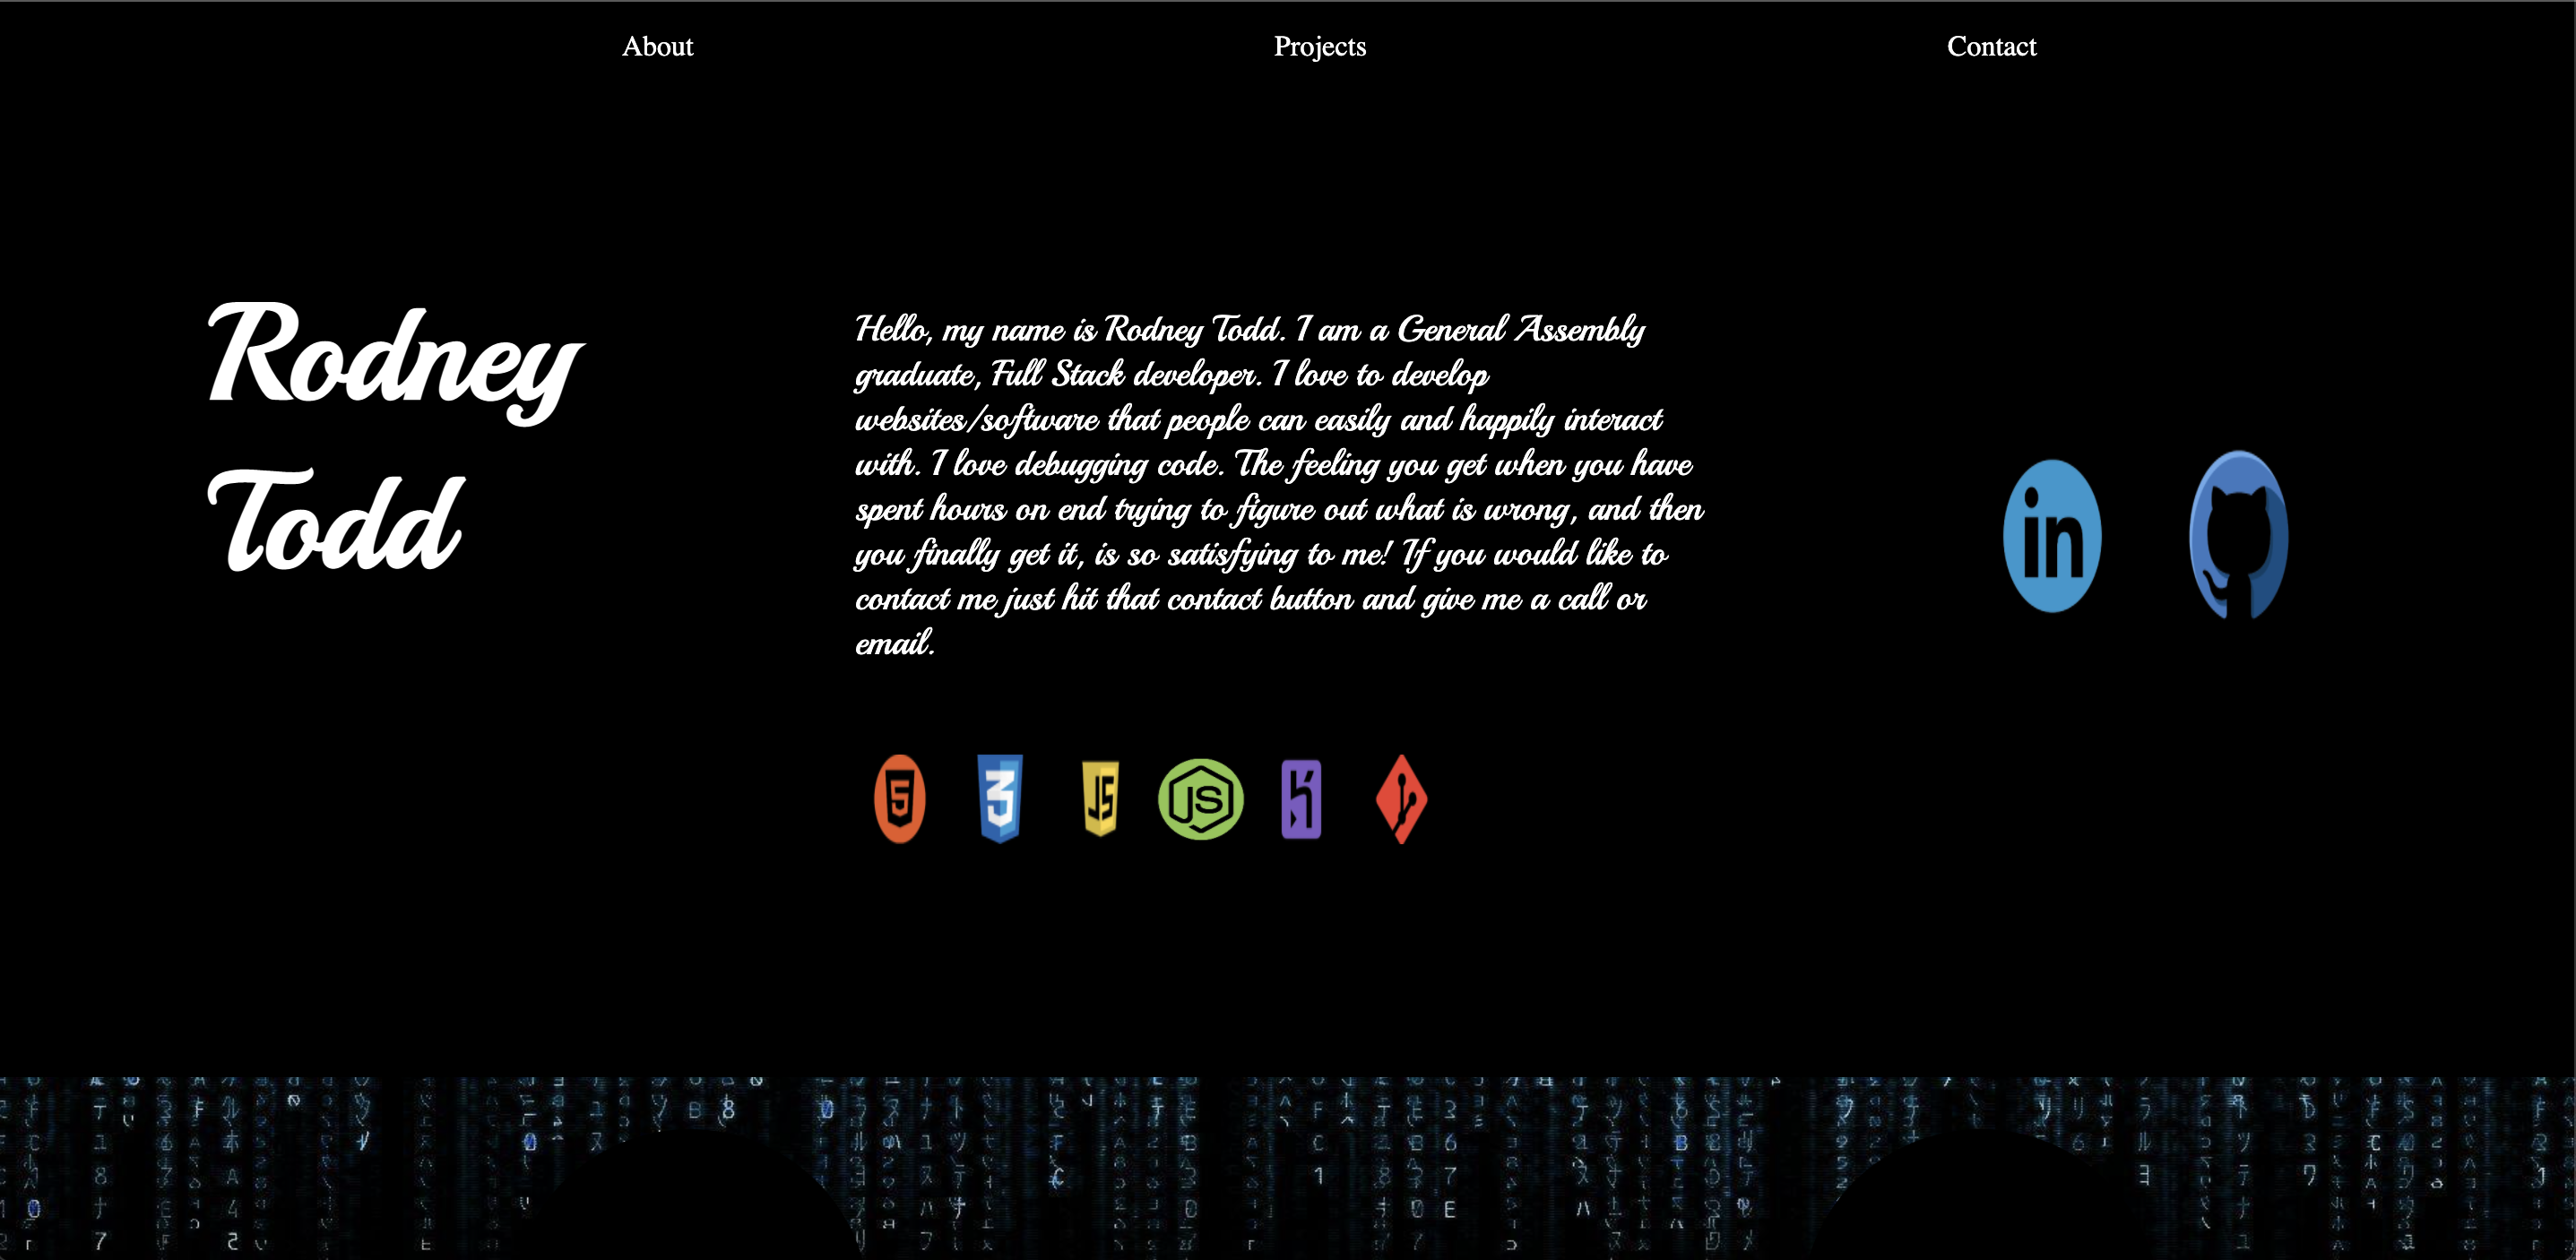 About Projects Contact
Rodney
Todd
Hello, my name is Rodney Todd. I am a General Assembly
graduate, Full Stack developer. I love to develop
websites/software that people can easily and happily interact
with. I love debugging code. The feeling you get when you have
spent hours on end trying to figure out what is wrong, and then
you finally get it, is so satisfying to me! If you would like to
contact me just hit that contact button and give me a call or
email.
in
5 3 JS JS